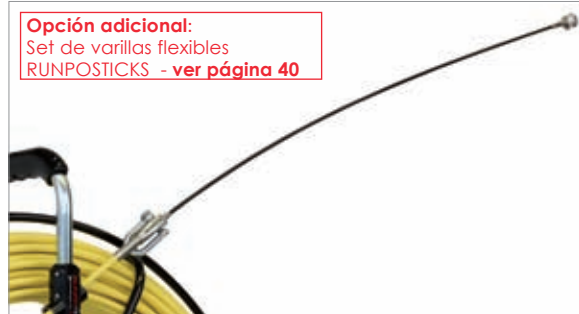 Opción adicional:
Set de varillas flexibles
RUNPOSTICKS - ver página 40